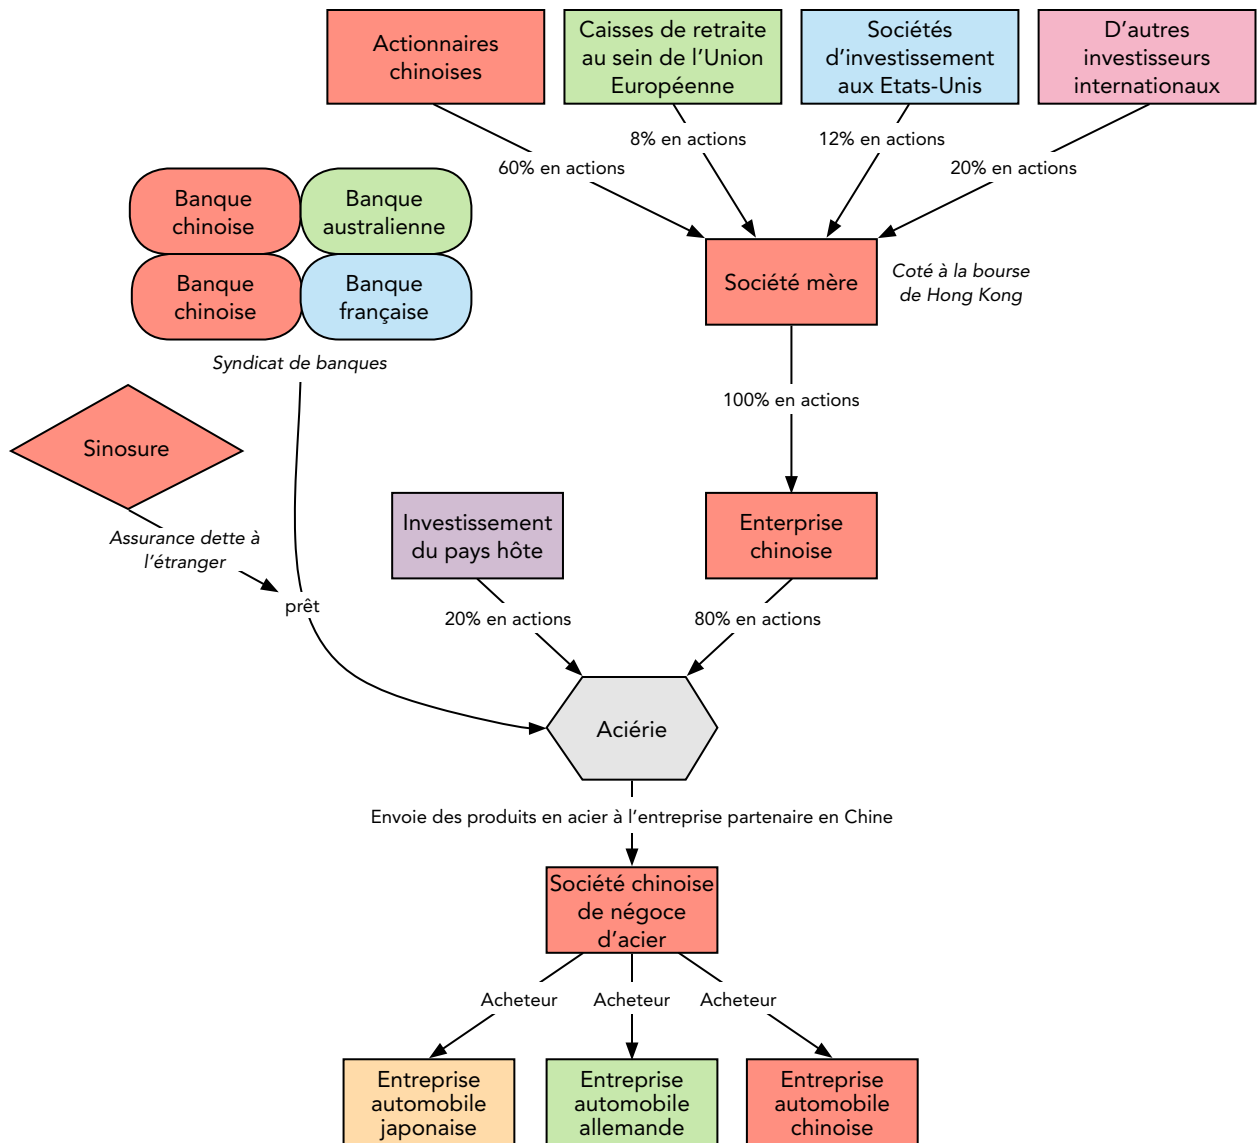 Actionnaires
chinoises
Caisses de retraite
au sein de l'Union
Européenne
Sociétés
d'investissement
aux Etats-Unis
D'autres
investisseurs
internationaux
60% en actions
8% en actions
12% en actions
20% en actions
Banque
chinoise
Banque
australienne
Banque
chinoise
Banque
française
Syndicat de banques
Société mère
Coté à la bourse
de Hong Kong
100% en actions
Sinosure
Assurance dette à
l'étranger
prêt
Investissement
du pays hôte
Enterprise
chinoise
20% en actions
80% en actions
Aciérie
Envoie des produits en acier à l'entreprise partenaire en Chine
Société chinoise
de négoce
d'acier
Acheteur
Acheteur
Acheteur
Entreprise
automobile
japonaise
Entreprise
automobile
allemande
Entreprise
automobile
chinoise